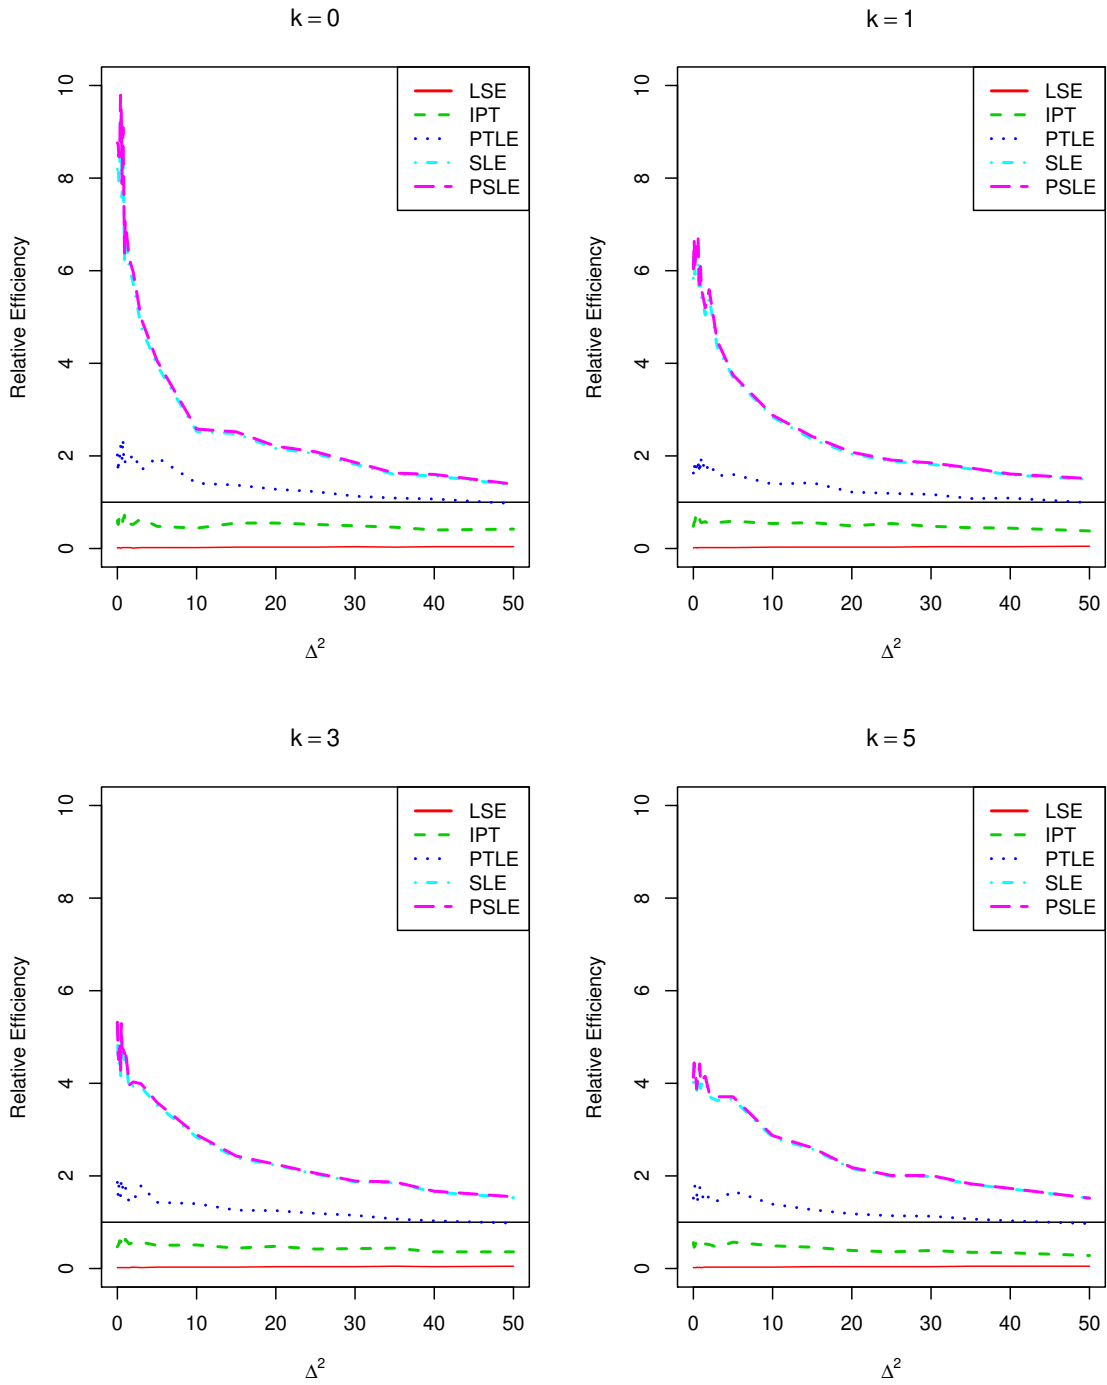 k = 0
10
8
6
4
2
0
Relative Efficiency
LSE
IPT
PTLE
SLE
PSLE
0 10 20 30 40 50
Δ²
k = 1
10
8
6
4
2
0
Relative Efficiency
LSE
IPT
PTLE
SLE
PSLE
0 10 20 30 40 50
Δ²
k = 3
10
8
6
4
2
0
Relative Efficiency
LSE
IPT
PTLE
SLE
PSLE
0 10 20 30 40 50
Δ²
k = 5
10
8
6
4
2
0
Relative Efficiency
LSE
IPT
PTLE
SLE
PSLE
0 10 20 30 40 50
Δ²